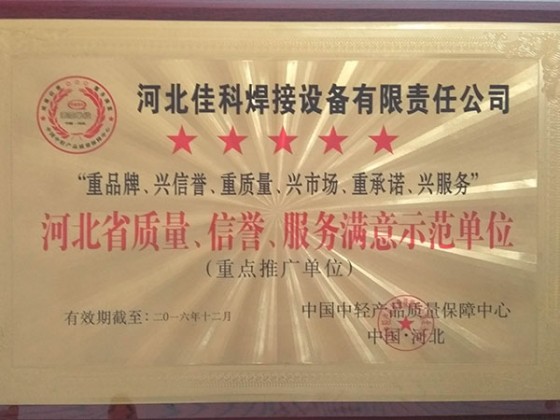 河北佳科焊接设备有限责任公司
★★★★★
“重品牌、兴信誉、重质量、兴市场、重承诺、兴服务”
河北省质量、信誉、服务满意示范单位
(重点推广单位)
有效期截至:二〇一六年十二月
中国中轻产品质量保障中心
中国·河北